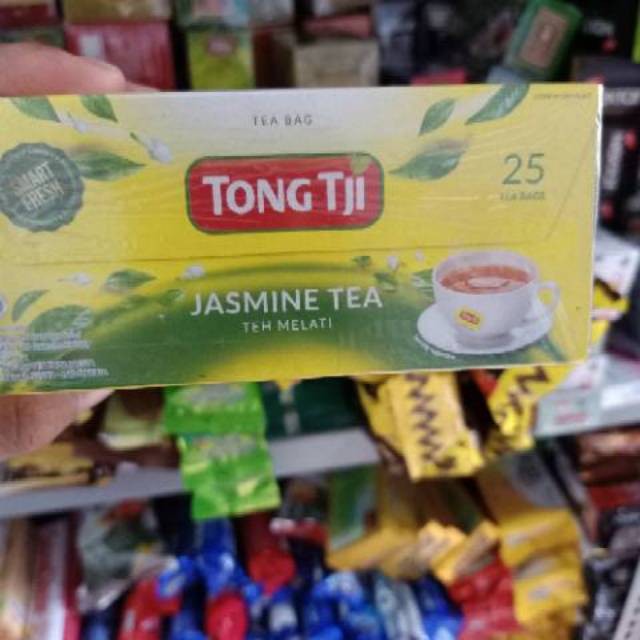 TEA BAG
SMART
FRESH
TONG TJI
25
TEA BAGS
JASMINE TEA
TEH MELATI